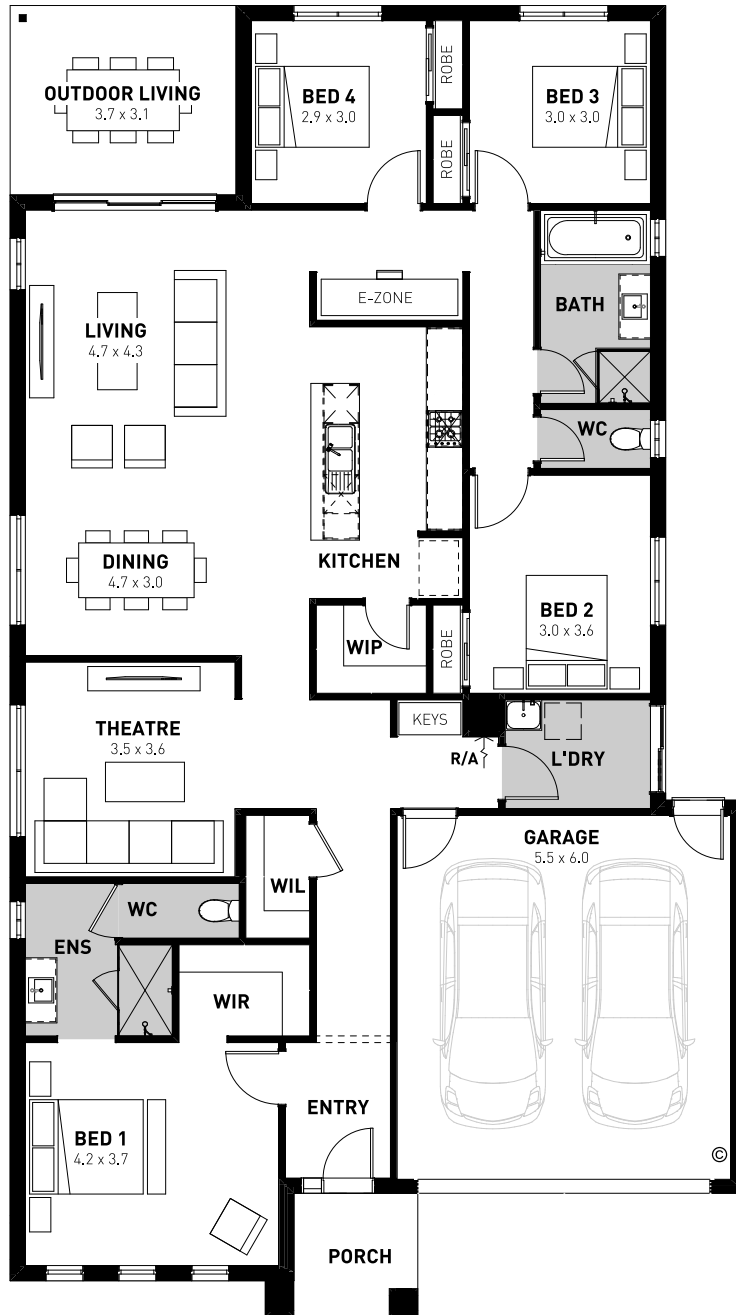 OUTDOOR LIVING
3.7 x 3.1
BED 4
2.9 x 3.0
ROBE
ROBE
BED 3
3.0 x 3.0
E-ZONE
BATH
LIVING
4.7 x 4.3
WC
DINING
4.7 x 3.0
KITCHEN
BED 2
3.0 x 3.6
WIP
ROBE
THEATRE
3.5 x 3.6
KEYS
R/A
L'DRY
GARAGE
5.5 x 6.0
WIL
WC
ENS
WIR
ENTRY
BED 1
4.2 x 3.7
©
PORCH